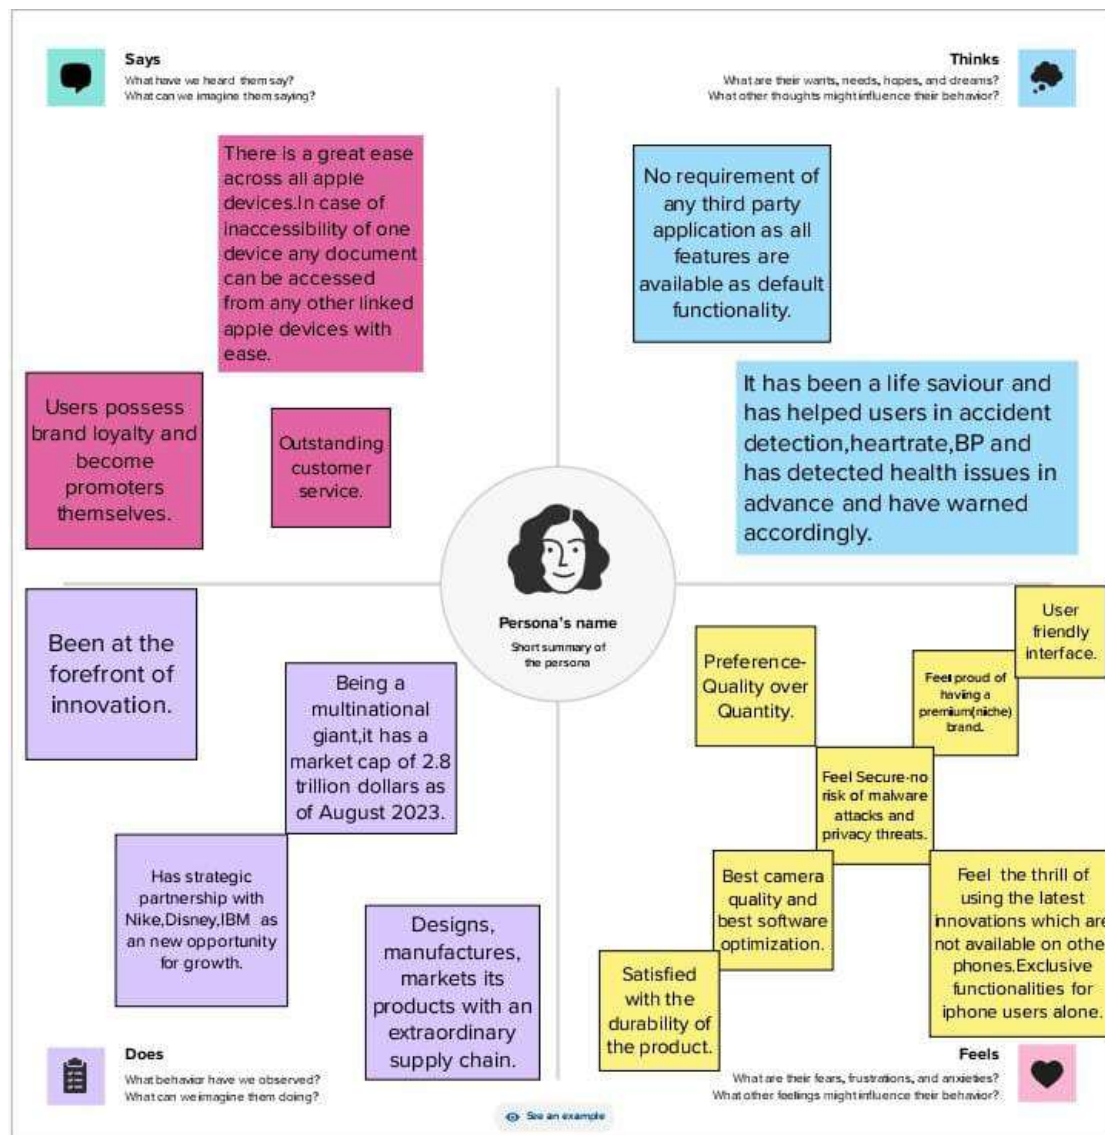 Says
What have we heard them say?
What can we imagine them saying?
Thinks
What are their wants, needs, hopes, and dreams?
What other thoughts might influence their behavior?
There is a great ease
across all apple
devices.In case of
inaccessibility of one
device any document
can be accessed
from any other linked
apple devices with
ease.
Users possess
brand loyalty and
become
promoters
themselves.
Outstanding
customer
service.
No requirement of
any third party
application as all
features are
available as default
functionality.
It has been a life saviour and
has helped users in accident
detection,heartrate,BP and
has detected health issues in
advance and have warned
accordingly.
Persona's name
Short summary of
the persona
Been at the
forefront of
innovation.
Being a
multinational
giant,it has a
market cap of 2.8
trillion dollars as
of August 2023.
Has strategic
partnership with
Nike,Disney,IBM as
an new opportunity
for growth.
Designs,
manufactures,
markets its
products with an
extraordinary
supply chain.
User
friendly
interface.
Preference-
Quality over
Quantity.
Feel proud of
having a
premium(niche)
brand.
Feel Secure-no
risk of malware
attacks and
privacy threats.
Best camera
quality and
best software
optimization.
Feel the thrill of
using the latest
innovations which are
not available on othe
phones.Exclusive
functionalities for
iphone users alone.
Satisfied
with the
durability of
the product.
Does
What behavior have we observed?
What can we imagine them doing?
Feels
What are their fears, frustrations, and anxieties?
What other feelings might influence their behavior?
See an example